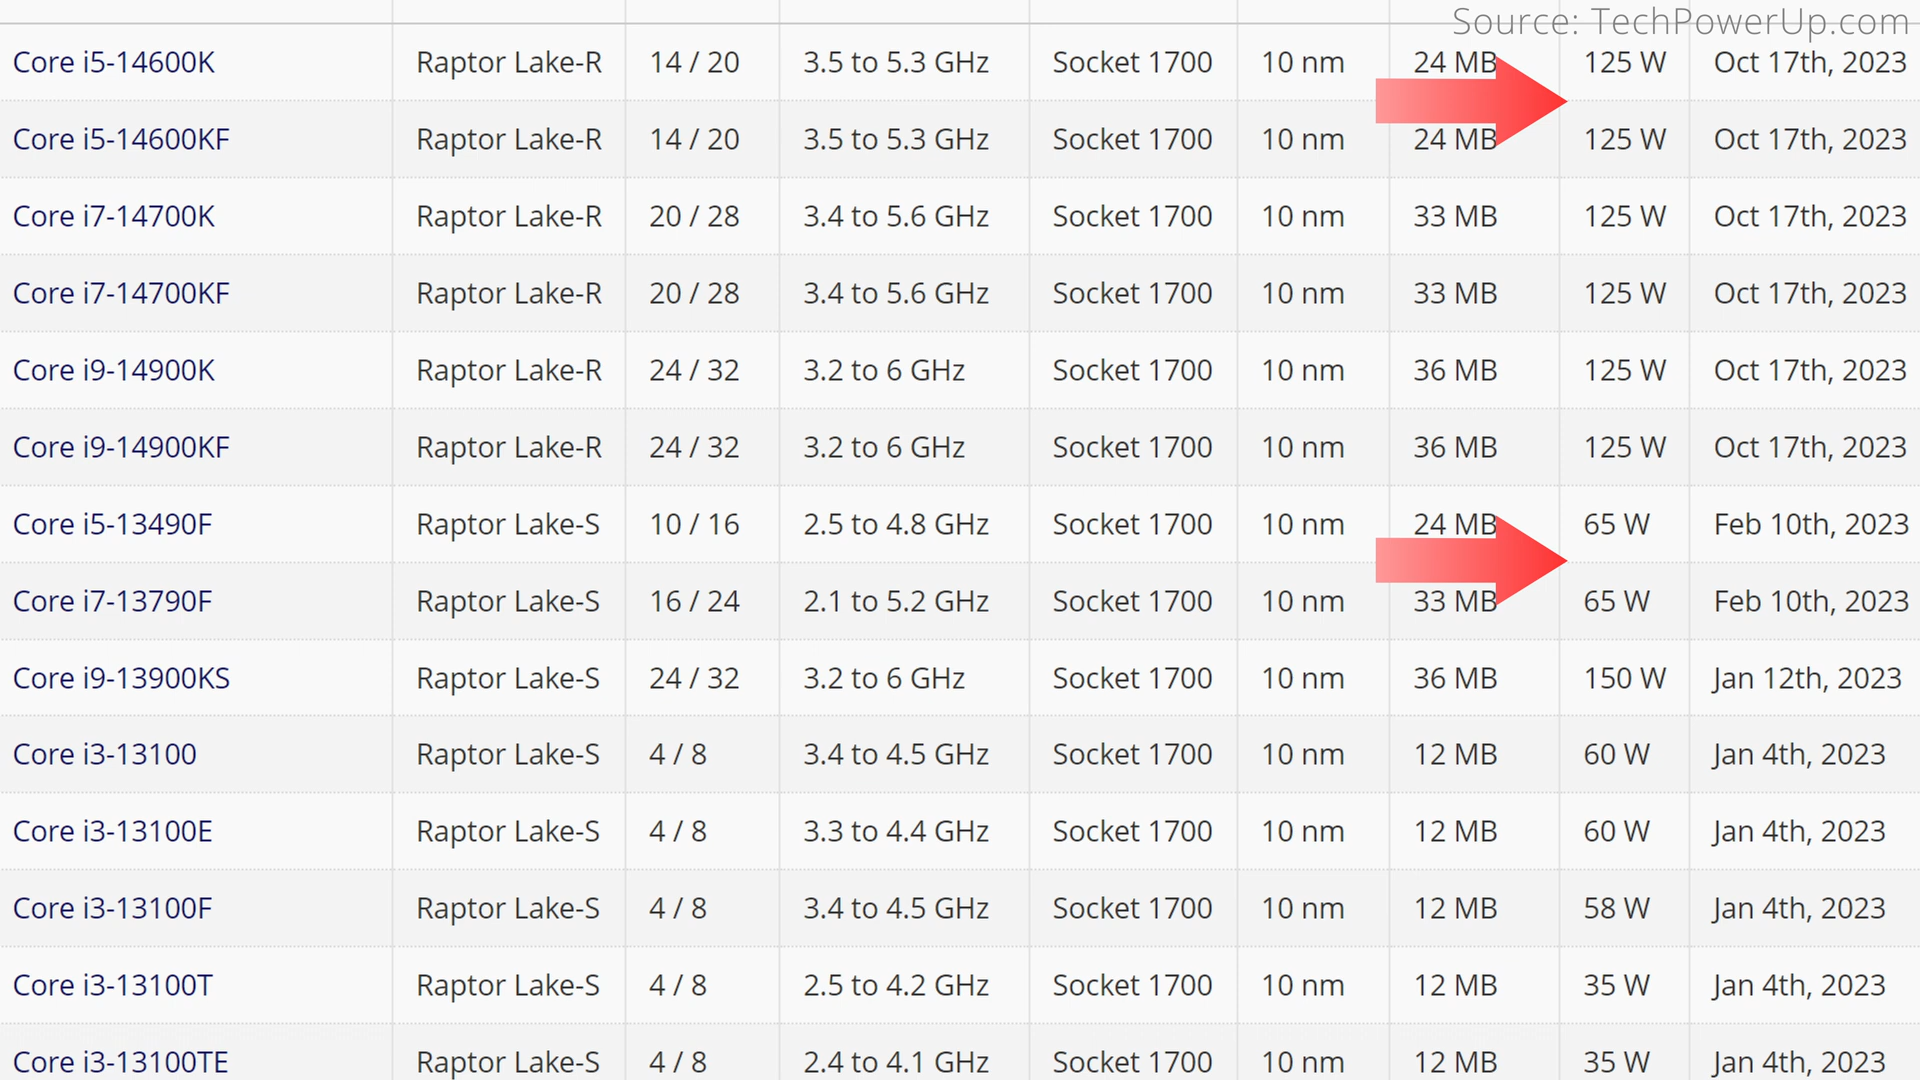 Source: TechPowerUp.com
Core i5-14600K Raptor Lake-R 14 / 20 3.5 to 5.3 GHz Socket 1700 10 nm 24 MB 125 W Oct 17th, 2023
Core i5-14600KF Raptor Lake-R 14 / 20 3.5 to 5.3 GHz Socket 1700 10 nm 24 MB 125 W Oct 17th, 2023
Core i7-14700K Raptor Lake-R 20 / 28 3.4 to 5.6 GHz Socket 1700 10 nm 33 MB 125 W Oct 17th, 2023
Core i7-14700KF Raptor Lake-R 20 / 28 3.4 to 5.6 GHz Socket 1700 10 nm 33 MB 125 W Oct 17th, 2023
Core i9-14900K Raptor Lake-R 24 / 32 3.2 to 6 GHz Socket 1700 10 nm 36 MB 125 W Oct 17th, 2023
Core i9-14900KF Raptor Lake-R 24 / 32 3.2 to 6 GHz Socket 1700 10 nm 36 MB 125 W Oct 17th, 2023
Core i5-13490F Raptor Lake-S 10 / 16 2.5 to 4.8 GHz Socket 1700 10 nm 24 MB 65 W Feb 10th, 2023
Core i7-13790F Raptor Lake-S 16 / 24 2.1 to 5.2 GHz Socket 1700 10 nm 33 MB 65 W Feb 10th, 2023
Core i9-13900KS Raptor Lake-S 24 / 32 3.2 to 6 GHz Socket 1700 10 nm 36 MB 150 W Jan 12th, 2023
Core i3-13100 Raptor Lake-S 4 / 8 3.4 to 4.5 GHz Socket 1700 10 nm 12 MB 60 W Jan 4th, 2023
Core i3-13100E Raptor Lake-S 4 / 8 3.3 to 4.4 GHz Socket 1700 10 nm 12 MB 60 W Jan 4th, 2023
Core i3-13100F Raptor Lake-S 4 / 8 3.4 to 4.5 GHz Socket 1700 10 nm 12 MB 58 W Jan 4th, 2023
Core i3-13100T Raptor Lake-S 4 / 8 2.5 to 4.2 GHz Socket 1700 10 nm 12 MB 35 W Jan 4th, 2023
Core i3-13100TE Raptor Lake-S 4 / 8 2.4 to 4.1 GHz Socket 1700 10 nm 12 MB 35 W Jan 4th, 2023